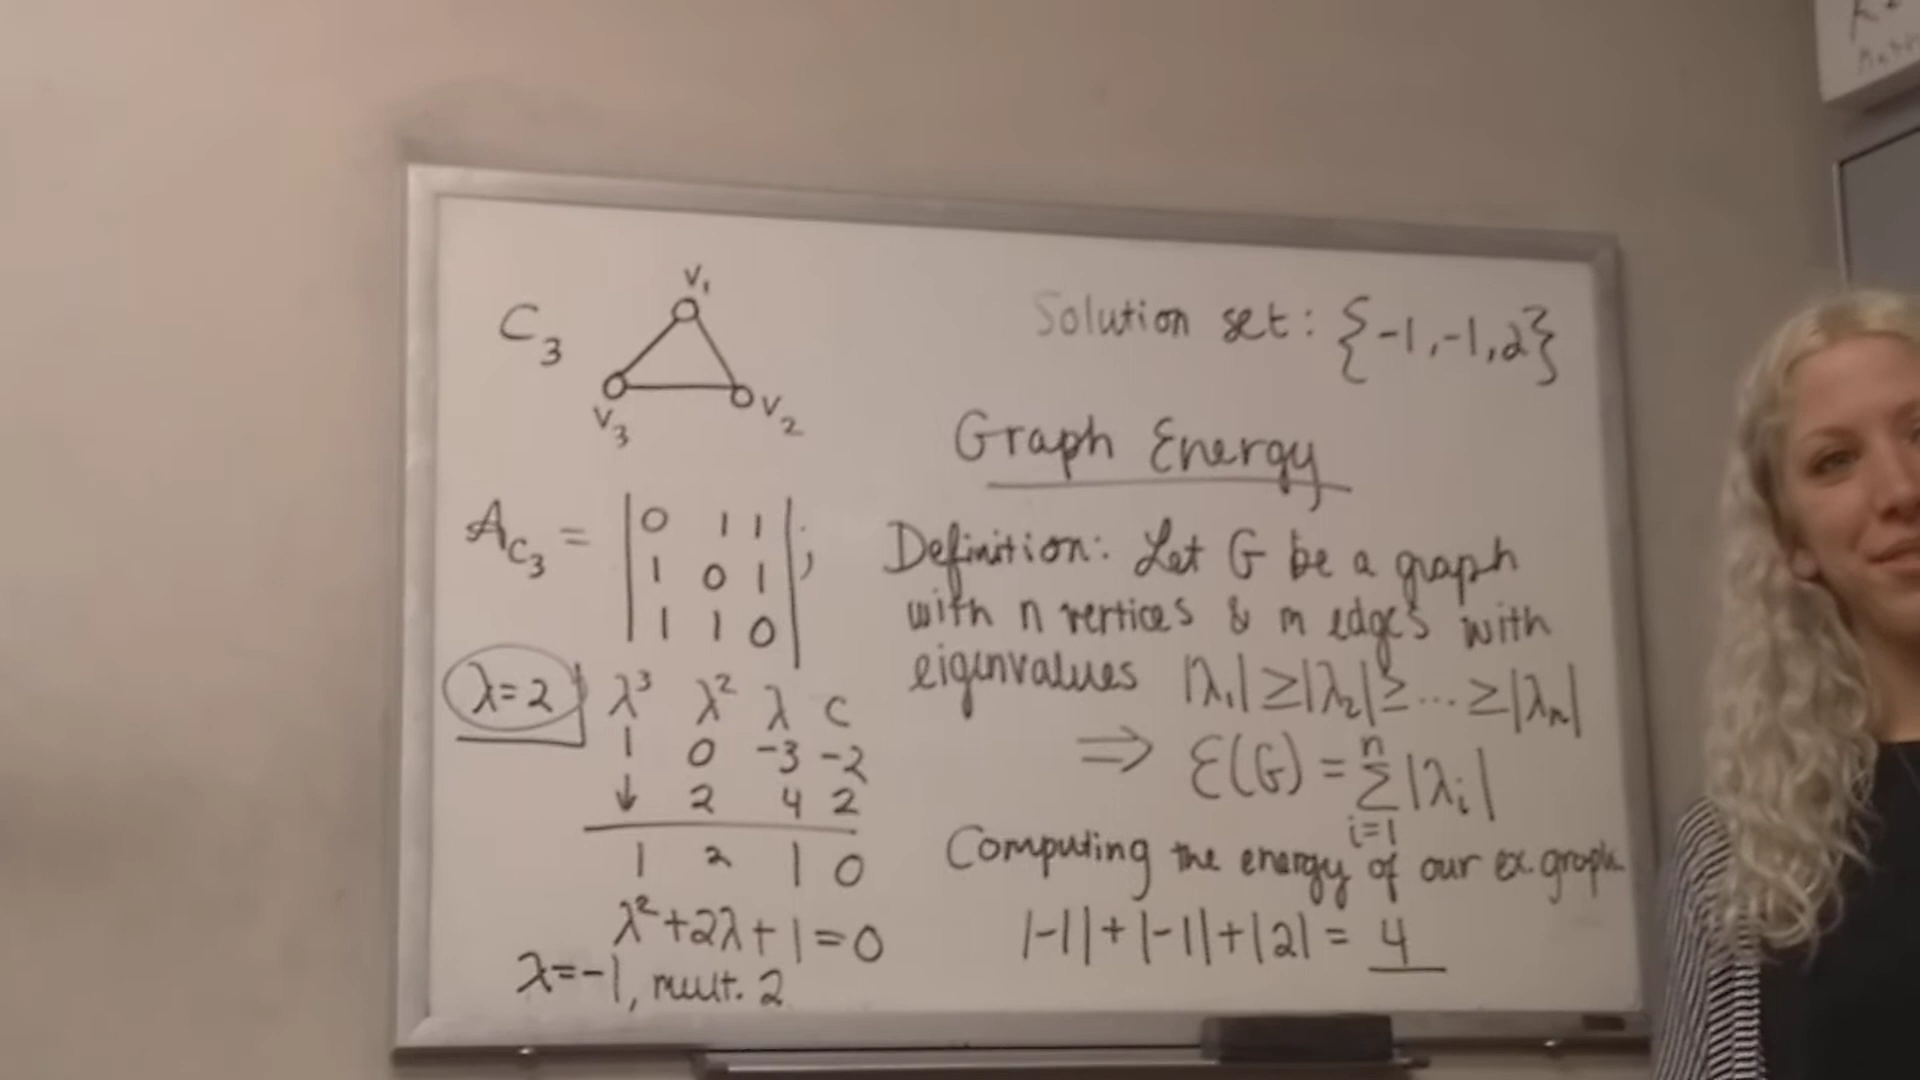 C₃
V₁
V₃
V₂
A_C₃ = |0 1 1|;
|1 0 1|
|1 1 0|
λ=2
λ³ λ² λ C
1 0 -3 -2
↓ 2 4 2
1 2 1 0
λ²+2λ+1=0
λ=-1, mult. 2
Solution set: {-1,-1,2}
Graph Energy
Definition: Let G be a graph
with n vertices & m edges with
eigenvalues |λ₁|≥|λ₂|≥...≥|λₙ|
⇒ ℰ(G) = Σⁿᵢ₌₁ |λᵢ|
Computing the energy of our ex. graph
|-1|+|-1|+|2| = 4